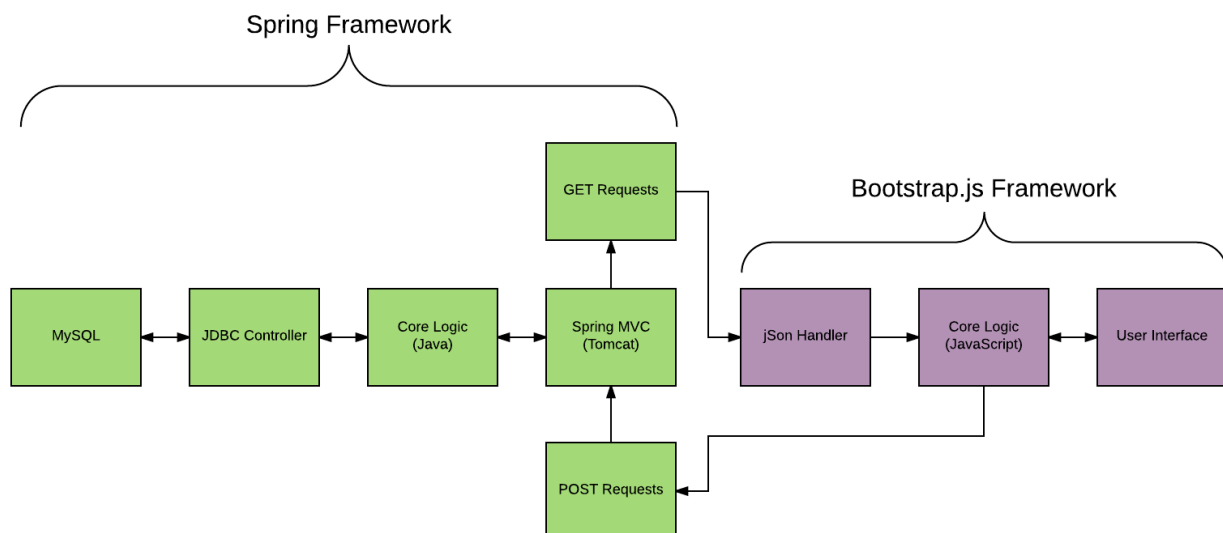 Spring Framework
GET Requests
Bootstrap.js Framework
MySQL
JDBC Controller
Core Logic
(Java)
Spring MVC
(Tomcat)
jSon Handler
Core Logic
(JavaScript)
User Interface
POST Requests